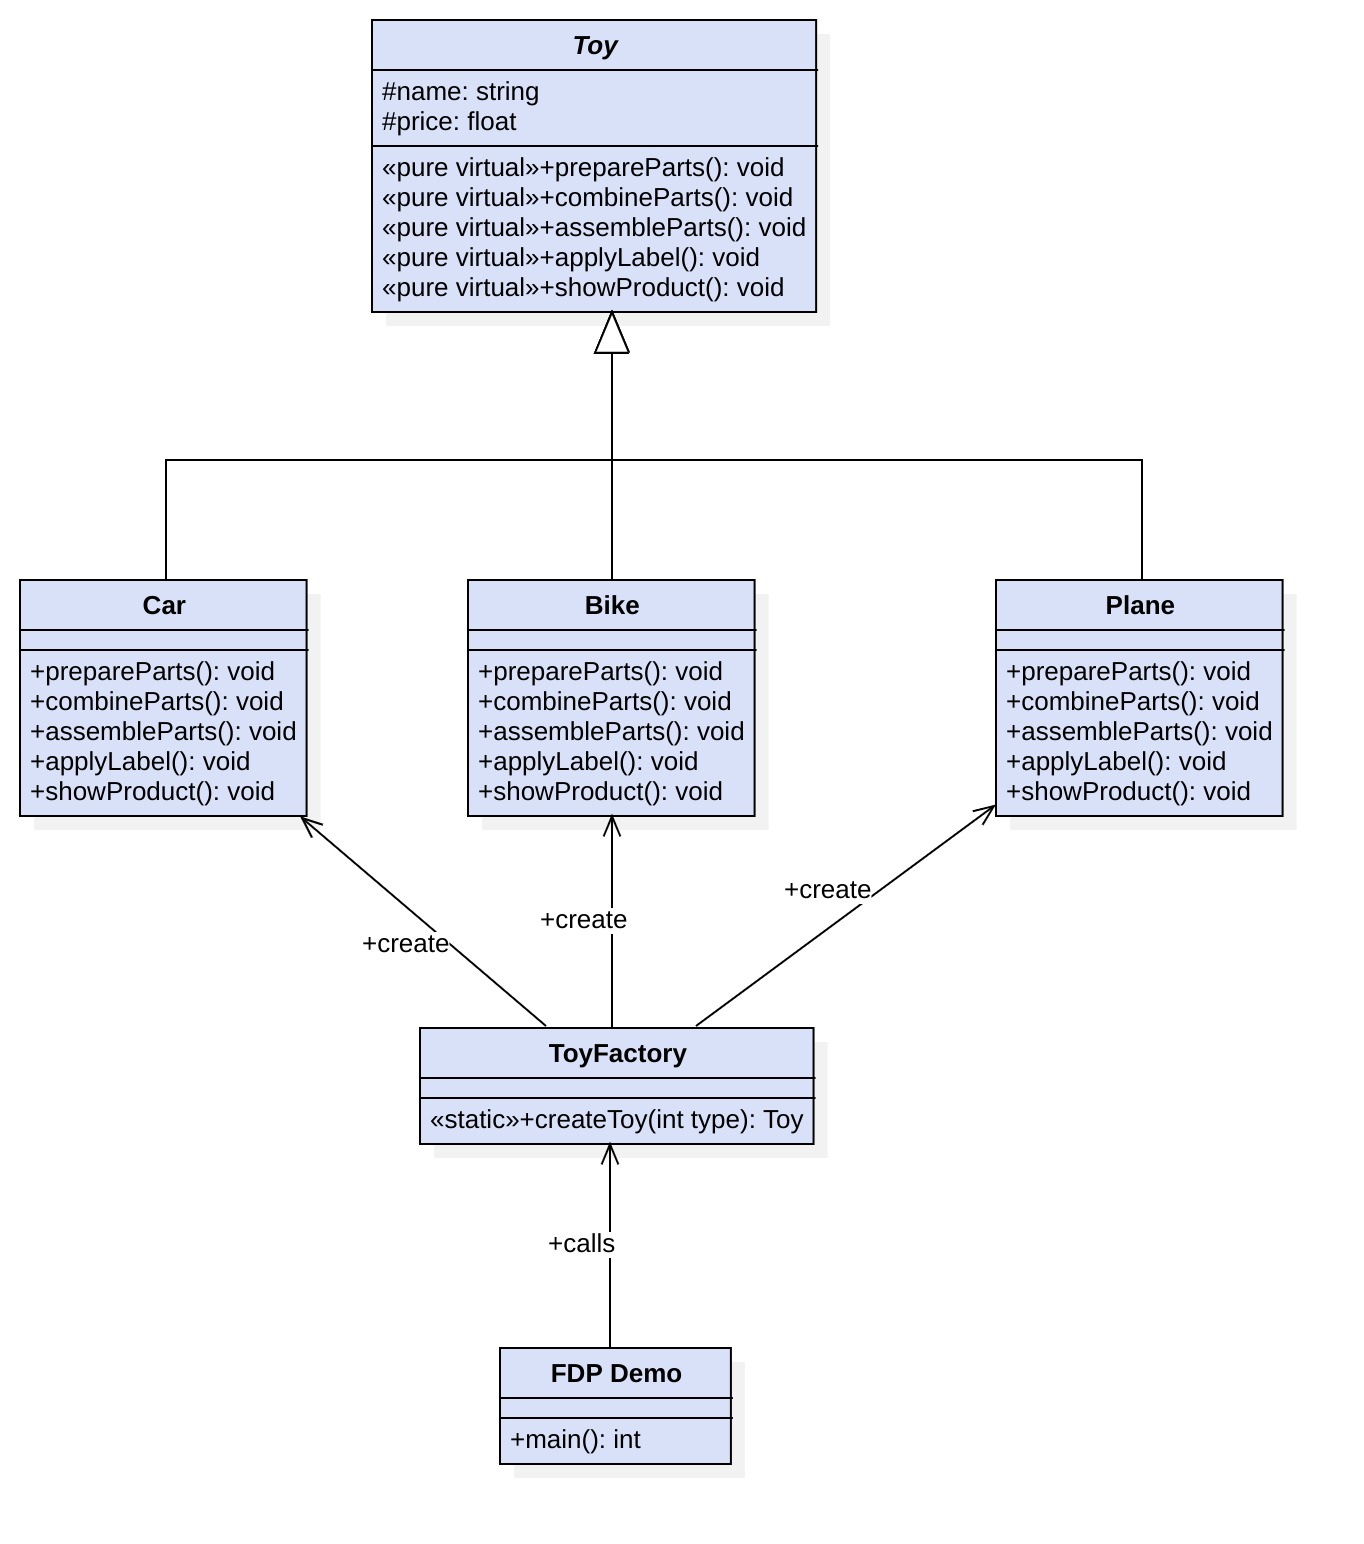 Toy
#name: string
#price: float
«pure virtual»+prepareParts(): void
«pure virtual»+combineParts(): void
«pure virtual»+assembleParts(): void
«pure virtual»+applyLabel(): void
«pure virtual»+showProduct(): void
Car
+prepareParts(): void
+combineParts(): void
+assembleParts(): void
+applyLabel(): void
+showProduct(): void
Bike
+prepareParts(): void
+combineParts(): void
+assembleParts(): void
+applyLabel(): void
+showProduct(): void
Plane
+prepareParts(): void
+combineParts(): void
+assembleParts(): void
+applyLabel(): void
+showProduct(): void
+create
+create
+create
ToyFactory
«static»+createToy(int type): Toy
+calls
FDP Demo
+main(): int